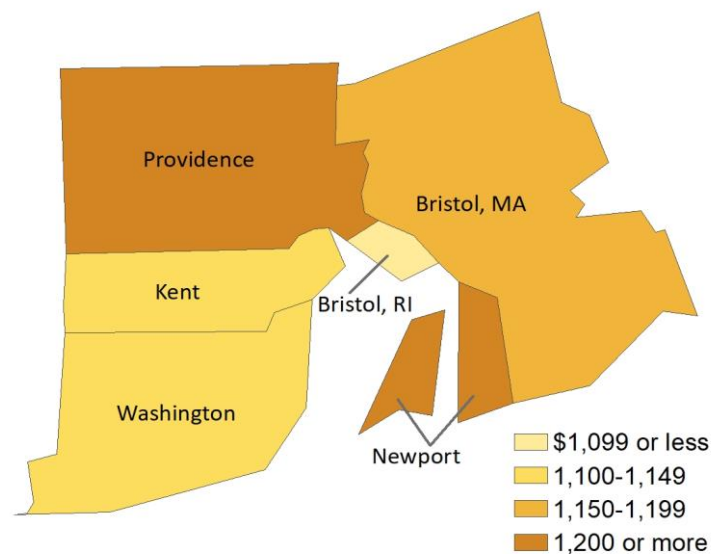 Providence
Bristol, MA
Kent
Bristol, RI
Washington
Newport
$1,099 or less
1,100-1,149
1,150-1,199
1,200 or more